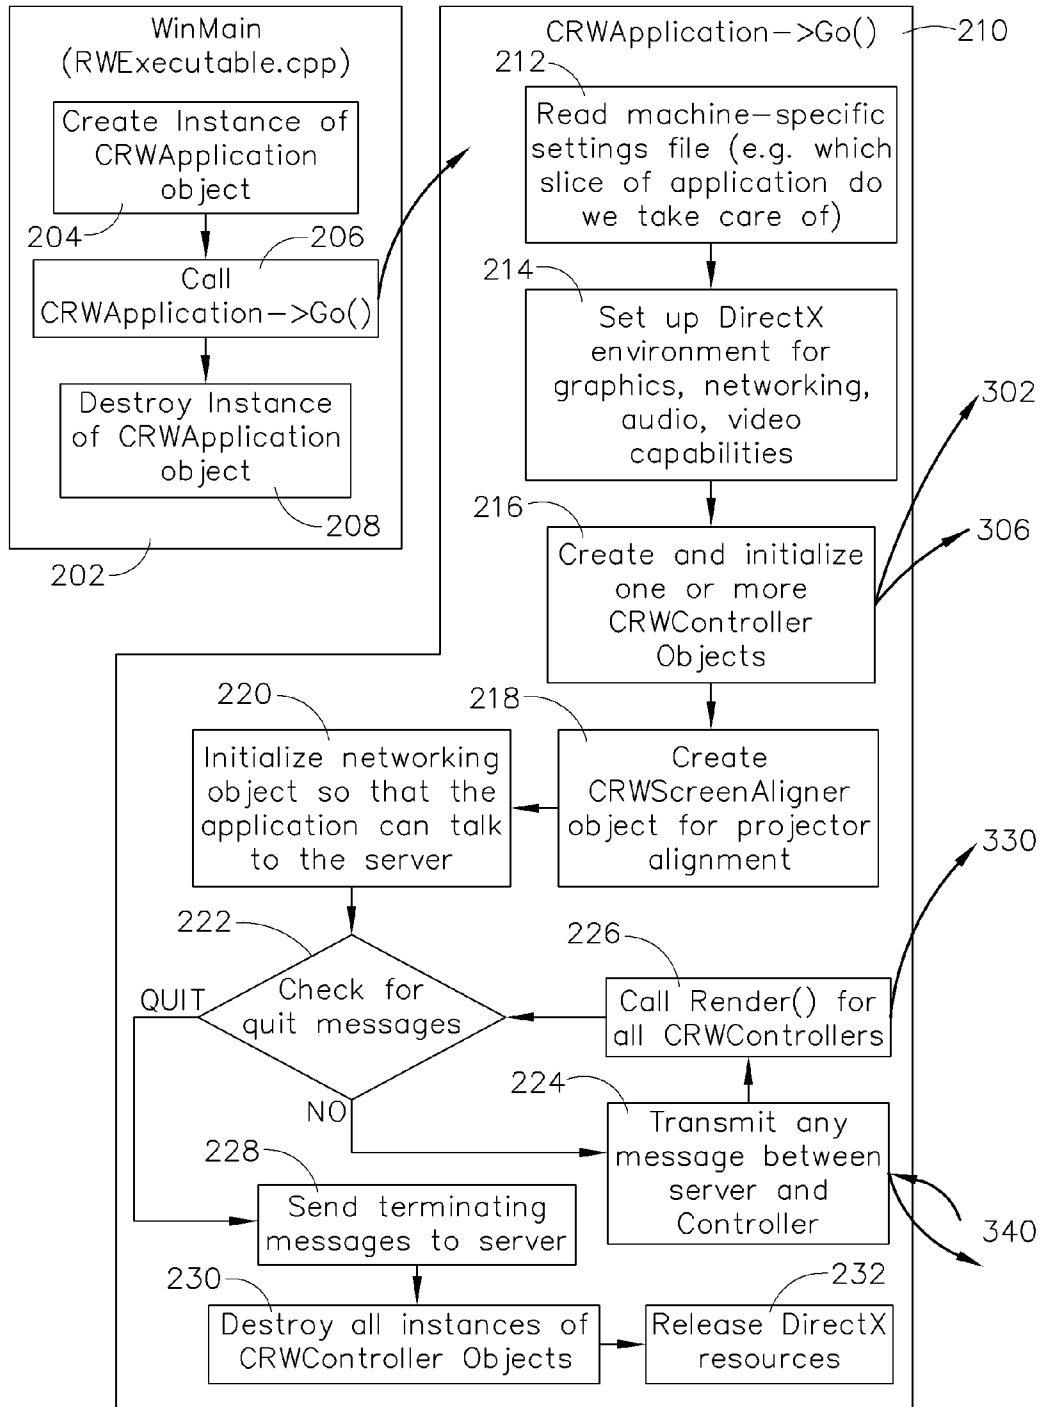 WinMain
(RWExecutable.cpp)
Create Instance of
CRWApplication
object
204
206
Call
CRWApplication->Go()
Destroy Instance
of CRWApplication
object
208
202
CRWApplication->Go()
210
212
Read machine-specific
settings file (e.g. which
slice of application do
we take care of)
214
Set up DirectX
environment for
graphics, networking,
audio, video
capabilities
302
216
306
Create and initialize
one or more
CRWController
Objects
218
Create
CRWScreenAligner
object for projector
alignment
220
Initialize networking
object so that the
application can talk
to the server
330
222
Check for
quit messages
QUIT
NO
226
Call Render() for
all CRWControllers
224
Transmit any
message between
server and
Controller
340
228
Send terminating
messages to server
230
Destroy all instances of
CRWController Objects
232
Release DirectX
resources